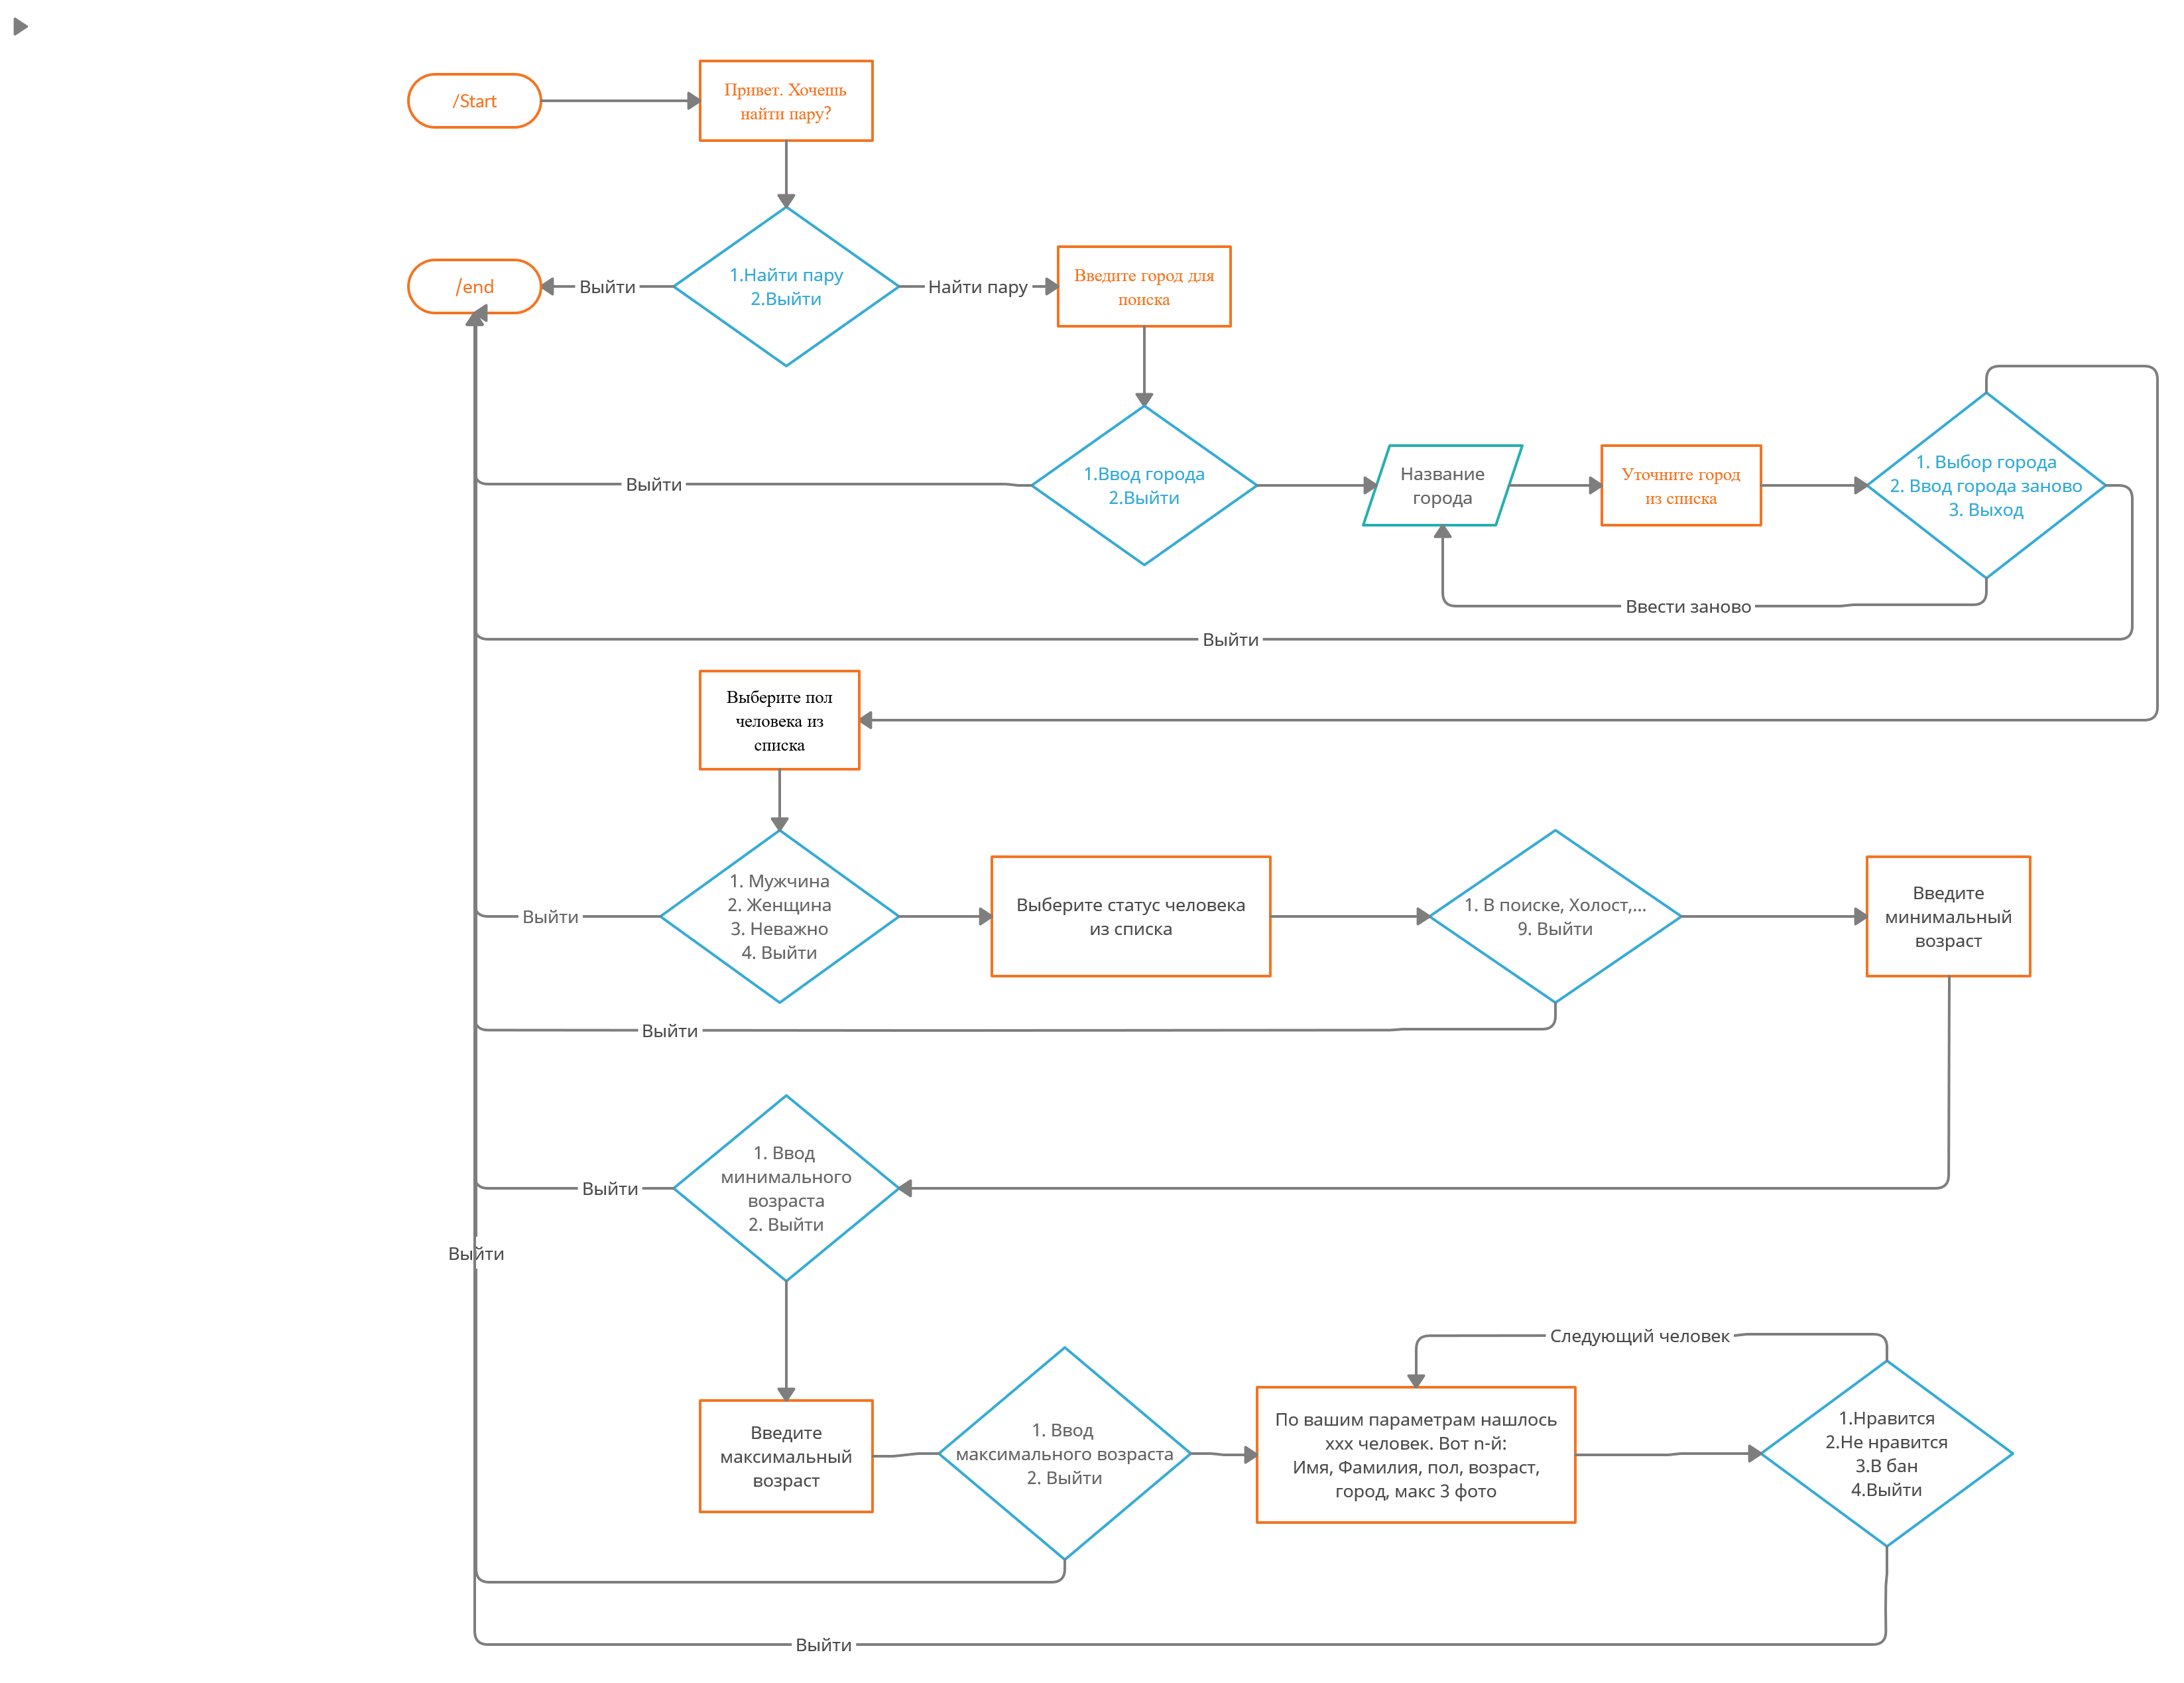 /Start
Привет. Хочешь
найти пару?
/end
Выйти
1.Найти пару
2.Выйти
Найти пару
Введите город для
поиска
Выйти
1.Ввод города
2.Выйти
Название
города
Уточните город
из списка
1. Выбор города
2. Ввод города заново
3. Выход
Ввести заново
Выйти
Выберите пол
человека из
списка
Выйти
1. Мужчина
2. Женщина
3. Неважно
4. Выйти
Выберите статус человека
из списка
1. В поиске, Холост,...
9. Выйти
Введите
минимальный
возраст
Выйти
Выйти
1. Ввод
минимального
возраста
2. Выйти
Выйти
Следующий человек
Введите
максимальный
возраст
1. Ввод
максимального возраста
2. Выйти
По вашим параметрам нашлось
ххх человек. Вот n-й:
Имя, Фамилия, пол, возраст,
город, макс 3 фото
1.Нравится
2.Не нравится
3.В бан
4.Выйти
Выйти